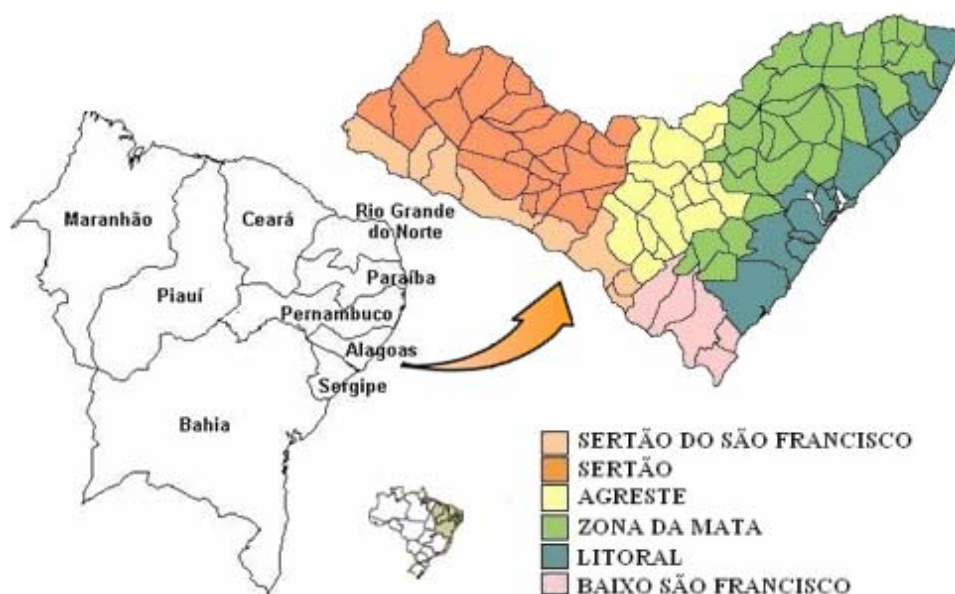 Maranhão
Ceará
Rio Grande
do Norte
Paraíba
Piauí
Pernambuco
Alagoas
Sergipe
Bahia
SERTÃO DO SÃO FRANCISCO
SERTÃO
AGRESTE
ZONA DA MATA
LITORAL
BAIXO SÃO FRANCISCO